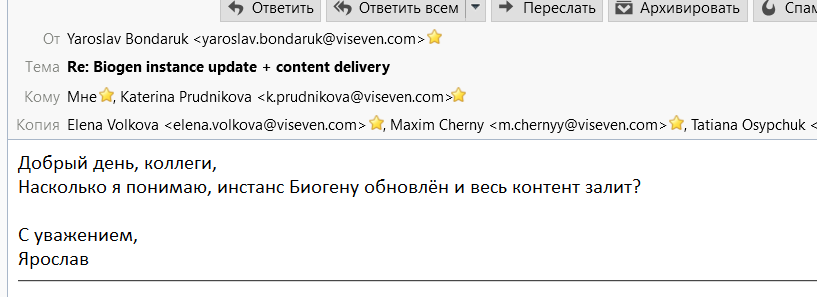 Ответить Ответить всем Переслать Архивировать Спам
От Yaroslav Bondaruk <yaroslav.bondaruk@viseven.com>
Тема Re: Biogen instance update + content delivery
Кому Мне, Katerina Prudnikova <k.prudnikova@viseven.com>
Копия Elena Volkova <elena.volkova@viseven.com>, Maxim Cherny <m.chernyy@viseven.com>, Tatiana Osypchuk <
Добрый день, коллеги,
Насколько я понимаю, инстанс Биогену обновлён и весь контент залит?
С уважением,
Ярослав